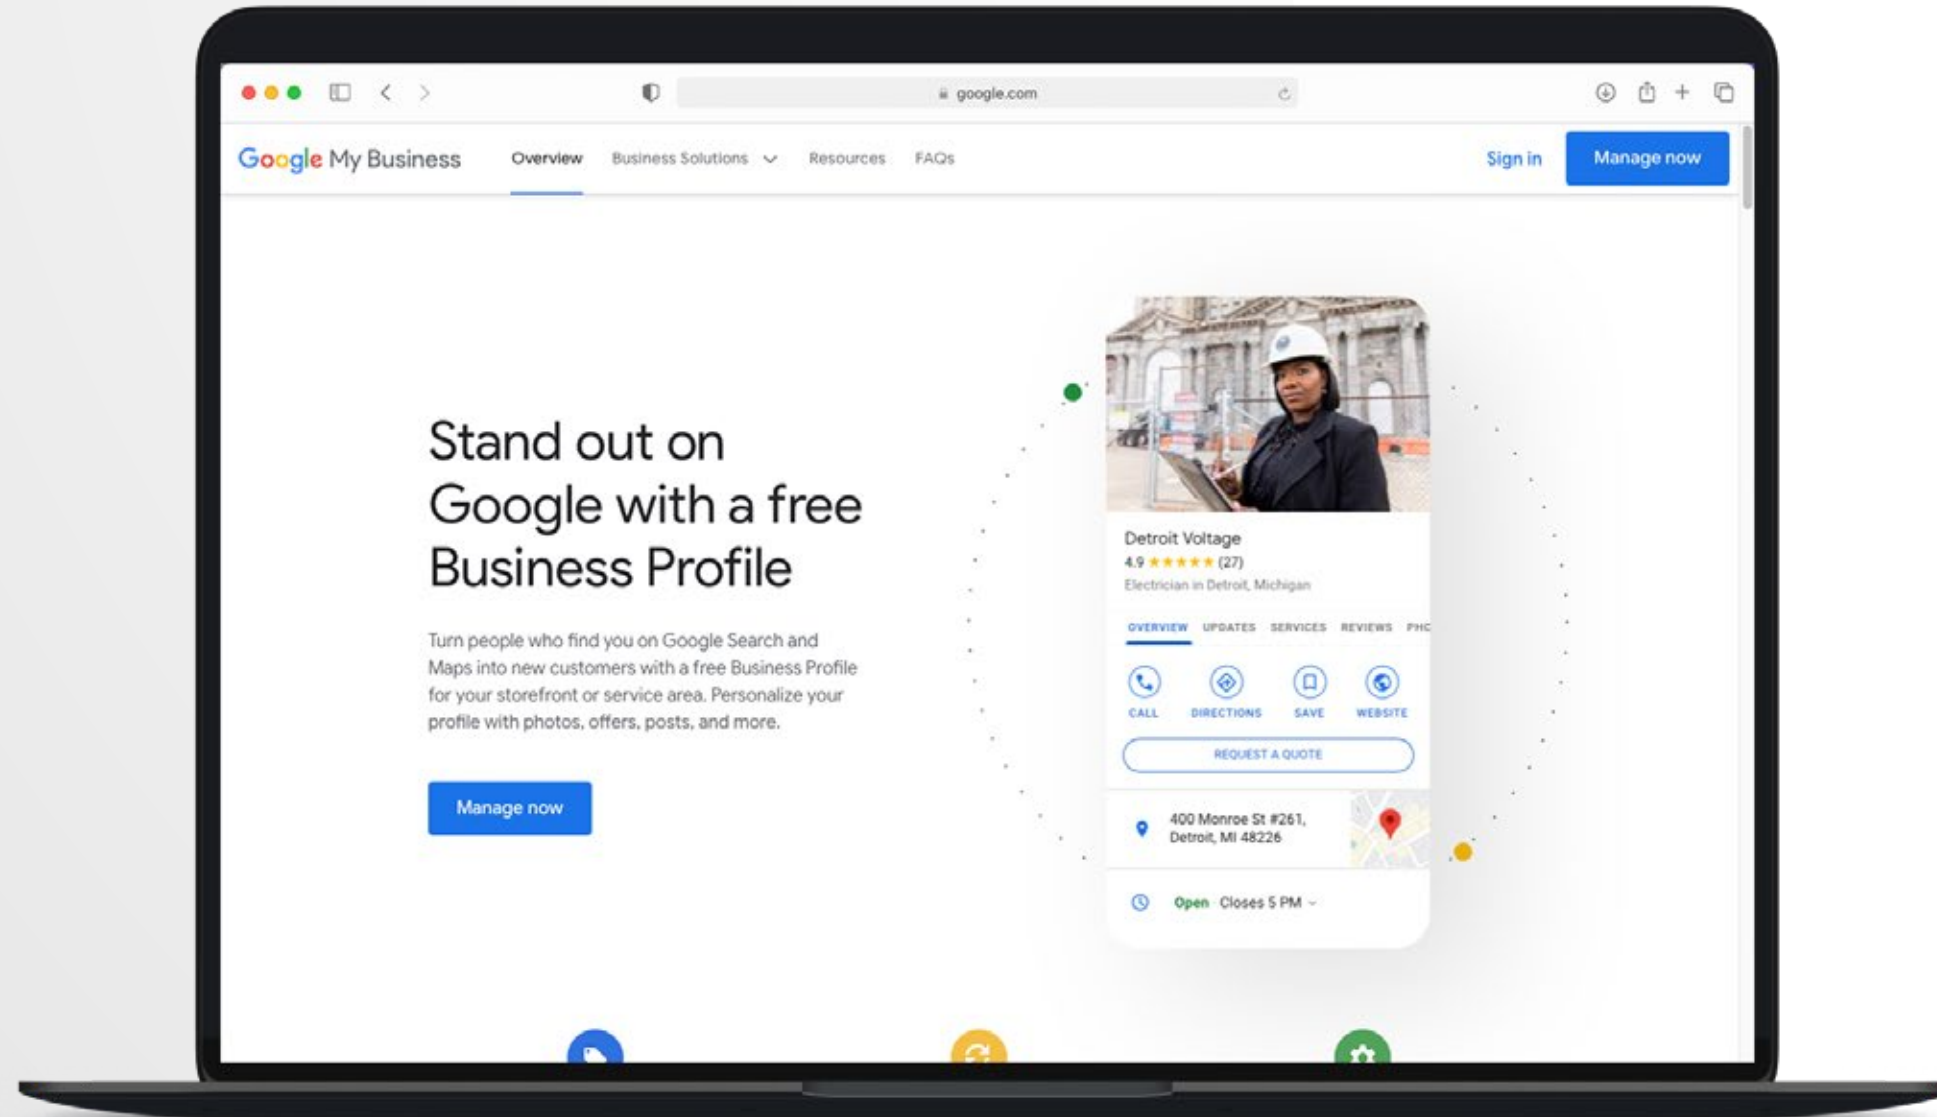 google.com
Google My Business
Overview
Business Solutions
Resources
FAQs
Sign in
Manage now
Stand out on
Google with a free
Business Profile
Turn people who find you on Google Search and
Maps into new customers with a free Business Profile
for your storefront or service area. Personalize your
profile with photos, offers, posts, and more.
Manage now
Detroit Voltage
4.9 ★★★★★ (27)
Electrician in Detroit, Michigan
OVERVIEW UPDATES SERVICES REVIEWS PHO
CALL DIRECTIONS SAVE WEBSITE
REQUEST A QUOTE
400 Monroe St #261,
Detroit, MI 48226
Open · Closes 5 PM